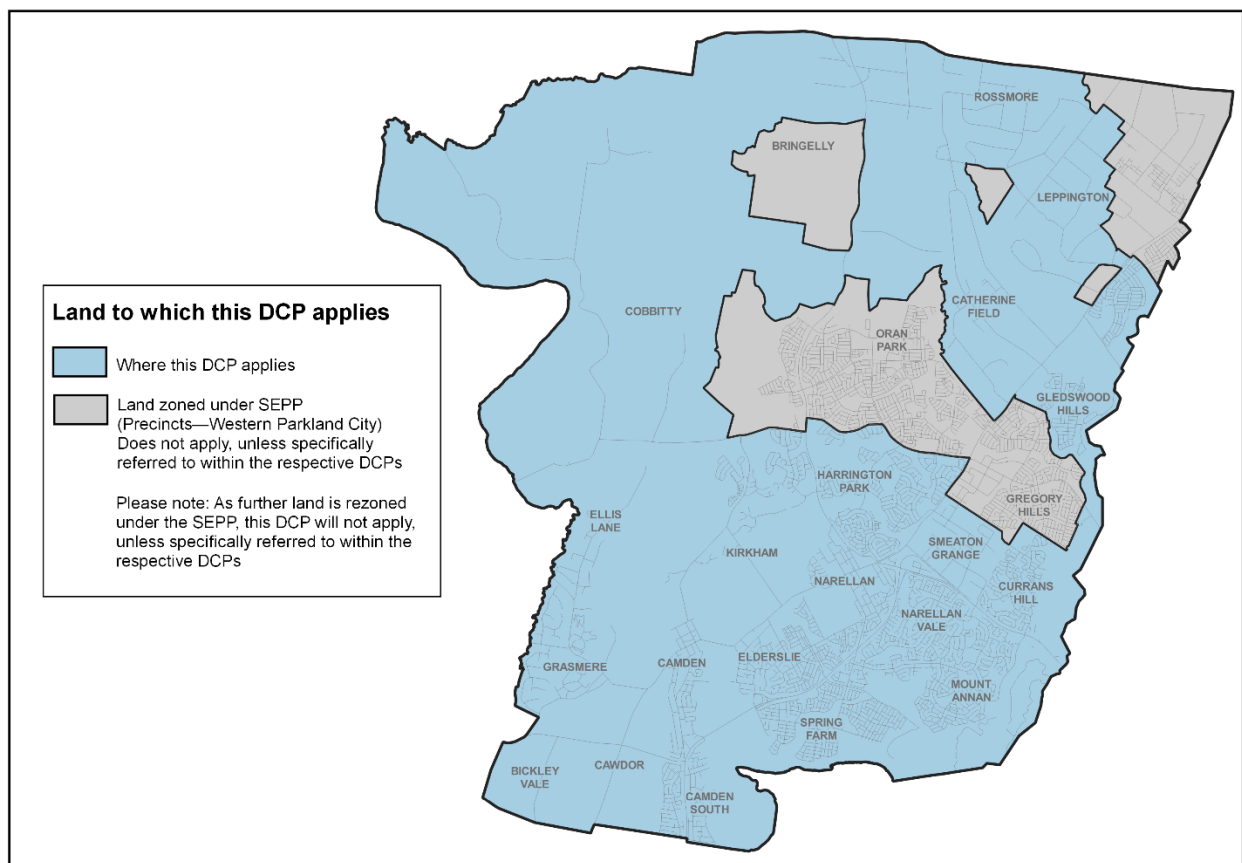 Land to which this DCP applies
Where this DCP applies
Land zoned under SEPP
(Precincts—Western Parkland City)
Does not apply, unless specifically
referred to within the respective DCPs
Please note: As further land is rezoned
under the SEPP, this DCP will not apply,
unless specifically referred to within the
respective DCPs
ROSSMORE
BRINGELLY
LEPPINGTON
COBBITTY
CATHERINE
FIELD
ORAN
PARK
GLEDSWOOD
HILLS
HARRINGTON
PARK
GREGORY
HILLS
ELLIS
LANE
KIRKHAM
SMEATON
GRANGE
NARELLAN
CURRANS
HILL
NARELLAN
VALE
GRASMERE
CAMDEN
ELDERSLIE
MOUNT
ANNAN
SPRING
FARM
BICKLEY
VALE
CAWDOR
CAMDEN
SOUTH